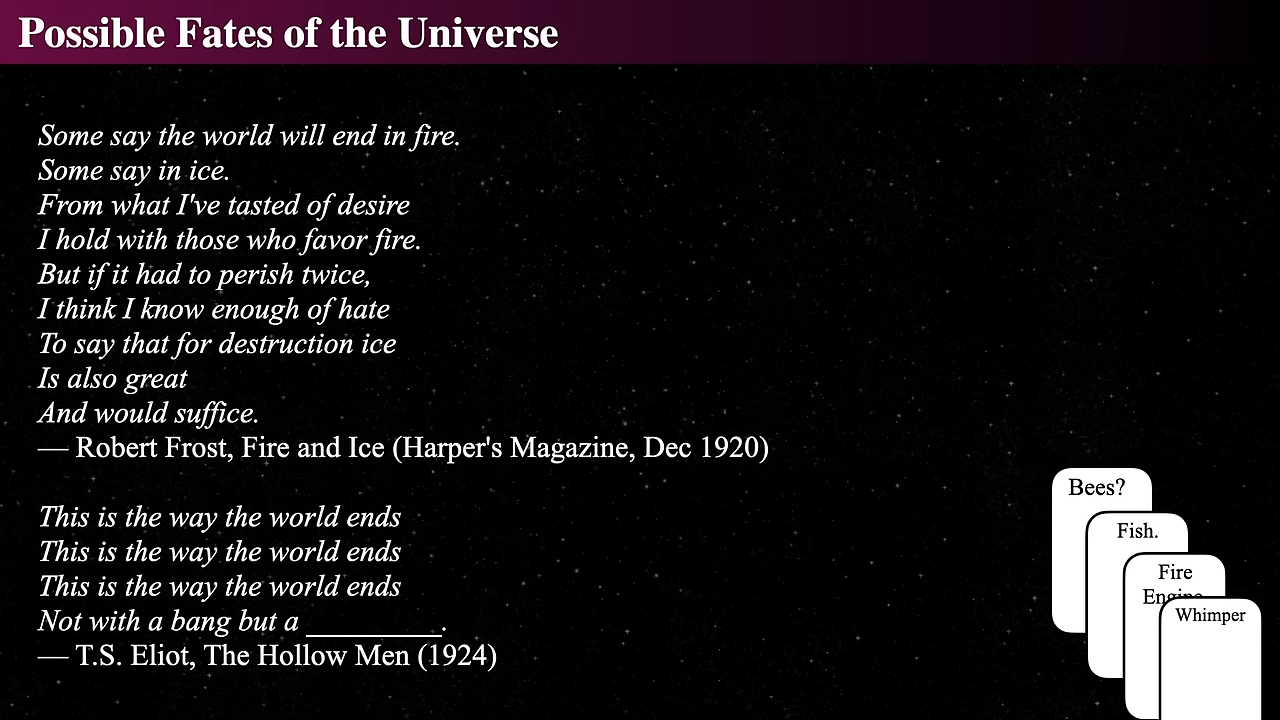 Possible Fates of the Universe
Some say the world will end in fire.
Some say in ice.
From what I've tasted of desire
I hold with those who favor fire.
But if it had to perish twice,
I think I know enough of hate
To say that for destruction ice
Is also great
And would suffice.
— Robert Frost, Fire and Ice (Harper's Magazine, Dec 1920)
This is the way the world ends
This is the way the world ends
This is the way the world ends
Not with a bang but a _________.
— T.S. Eliot, The Hollow Men (1924)
Bees?
Fish.
Fire
Engine
Whimper